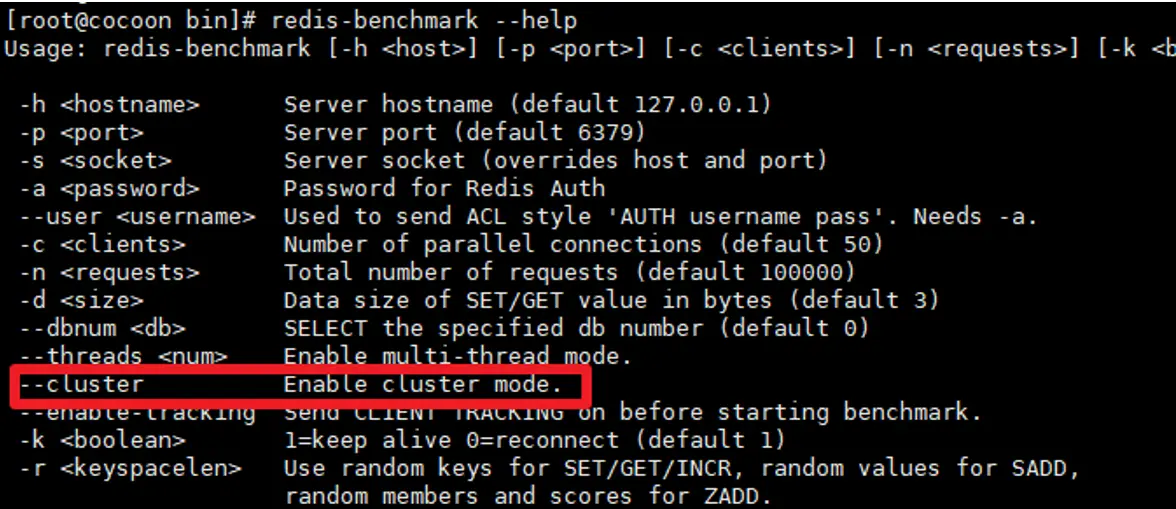 [root@cocoon bin]# redis-benchmark --help
Usage: redis-benchmark [-h <host>] [-p <port>] [-c <clients>] [-n <requests>] [-k <b
-h <hostname> Server hostname (default 127.0.0.1)
-p <port> Server port (default 6379)
-s <socket> Server socket (overrides host and port)
-a <password> Password for Redis Auth
--user <username> Used to send ACL style 'AUTH username pass'. Needs -a.
-c <clients> Number of parallel connections (default 50)
-n <requests> Total number of requests (default 100000)
-d <size> Data size of SET/GET value in bytes (default 3)
--dbnum <db> SELECT the specified db number (default 0)
--threads <num> Enable multi-thread mode.
--cluster Enable cluster mode.
--enable-tracking Send CLIENT TRACKING on before starting benchmark.
-k <boolean> 1=keep alive 0=reconnect (default 1)
-r <keyspacelen> Use random keys for SET/GET/INCR, random values for SADD,
random members and scores for ZADD.